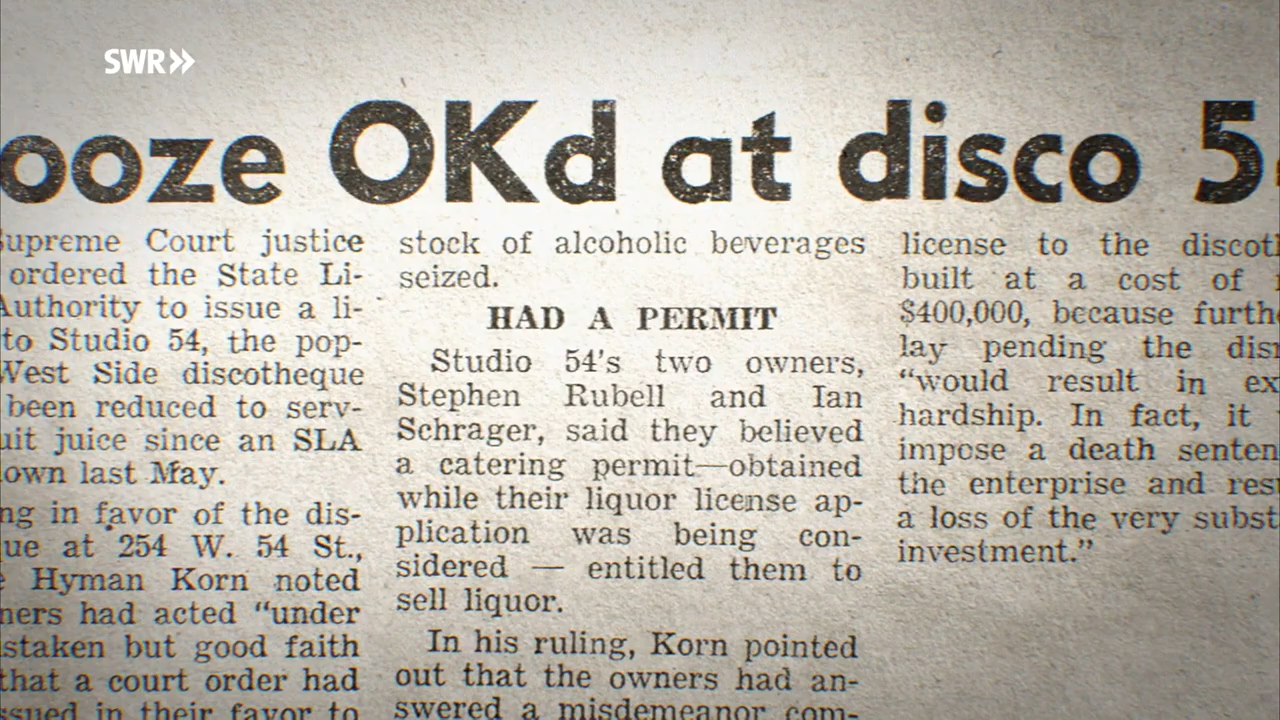 SWR
ooze OKd at disco 5
Supreme Court justice
ordered the State Li-
Authority to issue a li-
to Studio 54, the pop-
West Side discotheque
been reduced to serv-
uit juice since an SLA
own last May.
ng in favor of the dis-
ue at 254 W. 54 St.,
e Hyman Korn noted
ners had acted "under
staken but good faith
that a court order had
ssued in their favor to
stock of alcoholic beverages
seized.
HAD A PERMIT
Studio 54's two owners,
Stephen Rubell and Ian
Schrager, said they believed
a catering permit—obtained
while their liquor license ap-
plication was being con-
sidered — entitled them to
sell liquor.
In his ruling, Korn pointed
out that the owners had an-
swered a misdemeanor com-
license to the discot
built at a cost of
$400,000, because furth
lay pending the dis
"would result in ex
hardship. In fact, it
impose a death senten
the enterprise and res
a loss of the very subst
investment."